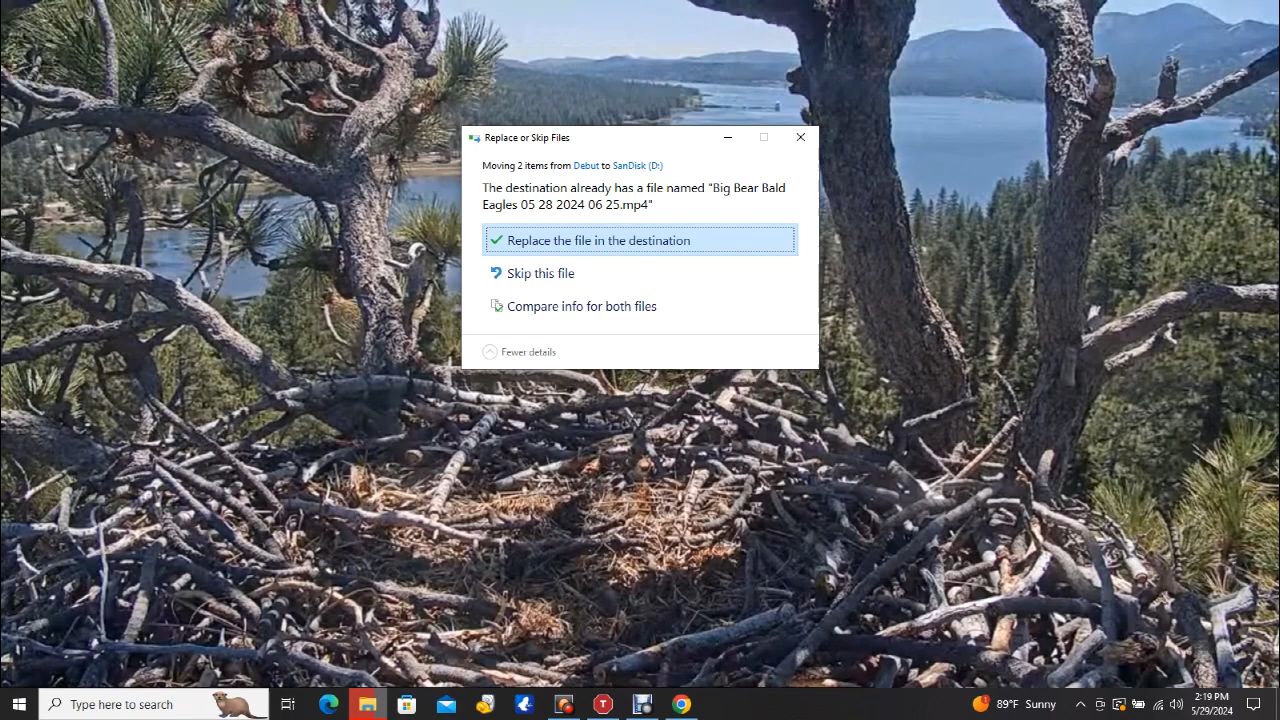 Replace or Skip Files
Moving 2 items from Debut to SanDisk (D:)
The destination already has a file named "Big Bear Bald
Eagles 05 28 2024 06 25.mp4"
Replace the file in the destination
Skip this file
Compare info for both files
Fewer details
Type here to search
89°F Sunny
2:19 PM
5/29/2024